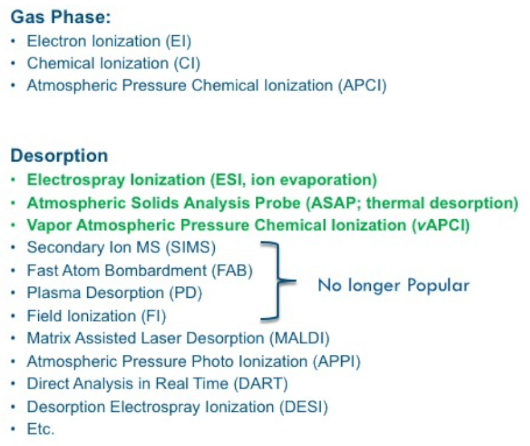 Gas Phase:
• Electron Ionization (EI)
• Chemical Ionization (CI)
• Atmospheric Pressure Chemical Ionization (APCI)
Desorption
• Electrospray Ionization (ESI, ion evaporation)
• Atmospheric Solids Analysis Probe (ASAP; thermal desorption)
• Vapor Atmospheric Pressure Chemical Ionization (vAPCI)
• Secondary Ion MS (SIMS)
• Fast Atom Bombardment (FAB)
• Plasma Desorption (PD)
• Field Ionization (FI)
No longer Popular
• Matrix Assisted Laser Desorption (MALDI)
• Atmospheric Pressure Photo Ionization (APPI)
• Direct Analysis in Real Time (DART)
• Desorption Electrospray Ionization (DESI)
• Etc.